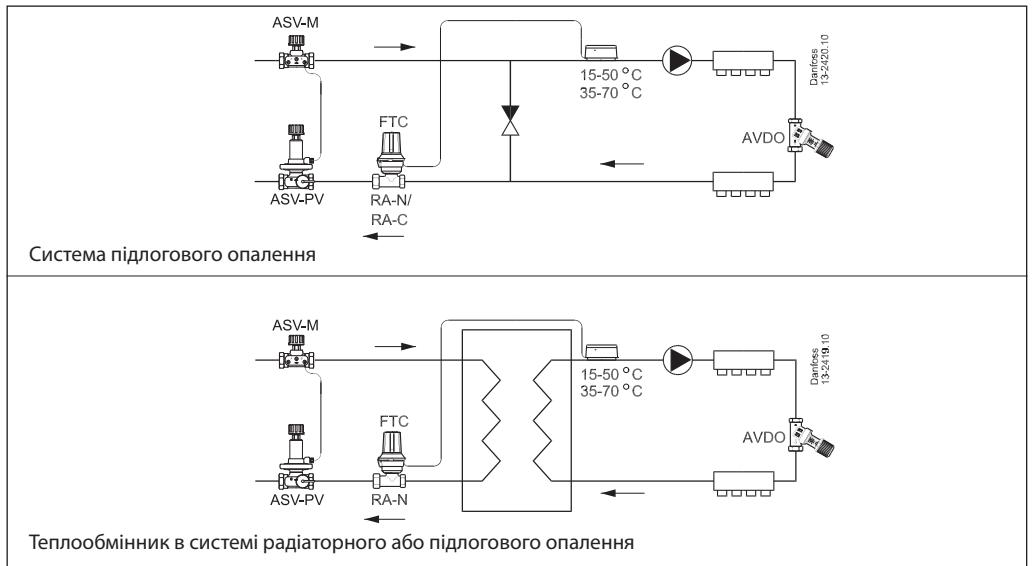 ASV-M
15-50 °C
35-70 °C
Danfoss
13-2420.10
FTC
AVDO
ASV-PV
RA-N/
RA-C
Система підлогового опалення
ASV-M
15-50 °C
35-70 °C
Danfoss
13-2419.10
FTC
AVDO
ASV-PV
RA-N
Теплообмінник в системі радіаторного або підлогового опалення